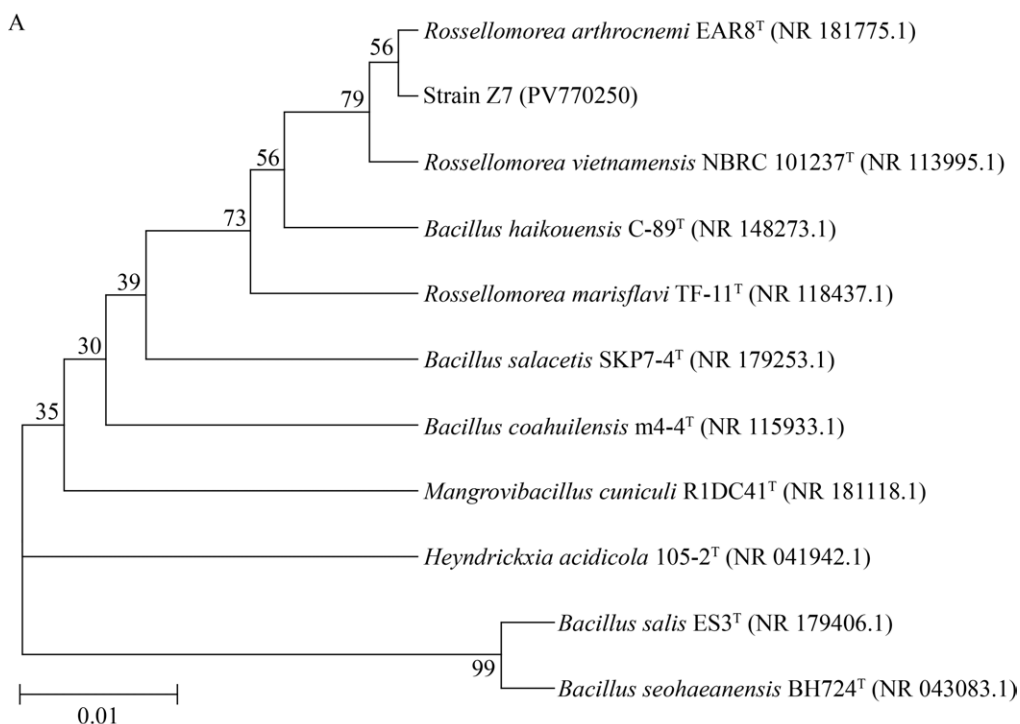 A
Rossellomorea arthrocnemi EAR8ᵀ (NR 181775.1)
56
Strain Z7 (PV770250)
79
Rossellomorea vietnamensis NBRC 101237ᵀ (NR 113995.1)
56
Bacillus haikouensis C-89ᵀ (NR 148273.1)
73
Rossellomorea marisflavi TF-11ᵀ (NR 118437.1)
39
Bacillus salacetis SKP7-4ᵀ (NR 179253.1)
30
Bacillus coahuilensis m4-4ᵀ (NR 115933.1)
35
Mangrovibacillus cuniculi R1DC41ᵀ (NR 181118.1)
Heyndrickxia acidicola 105-2ᵀ (NR 041942.1)
Bacillus salis ES3ᵀ (NR 179406.1)
99
Bacillus seohaeanensis BH724ᵀ (NR 043083.1)
0.01